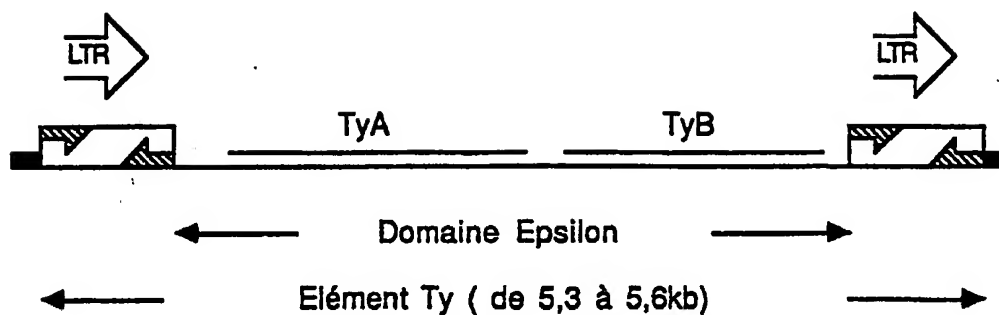 LTR LTR
TyA TyB
Domaine Epsilon
Elément Ty ( de 5,3 à 5,6kb)